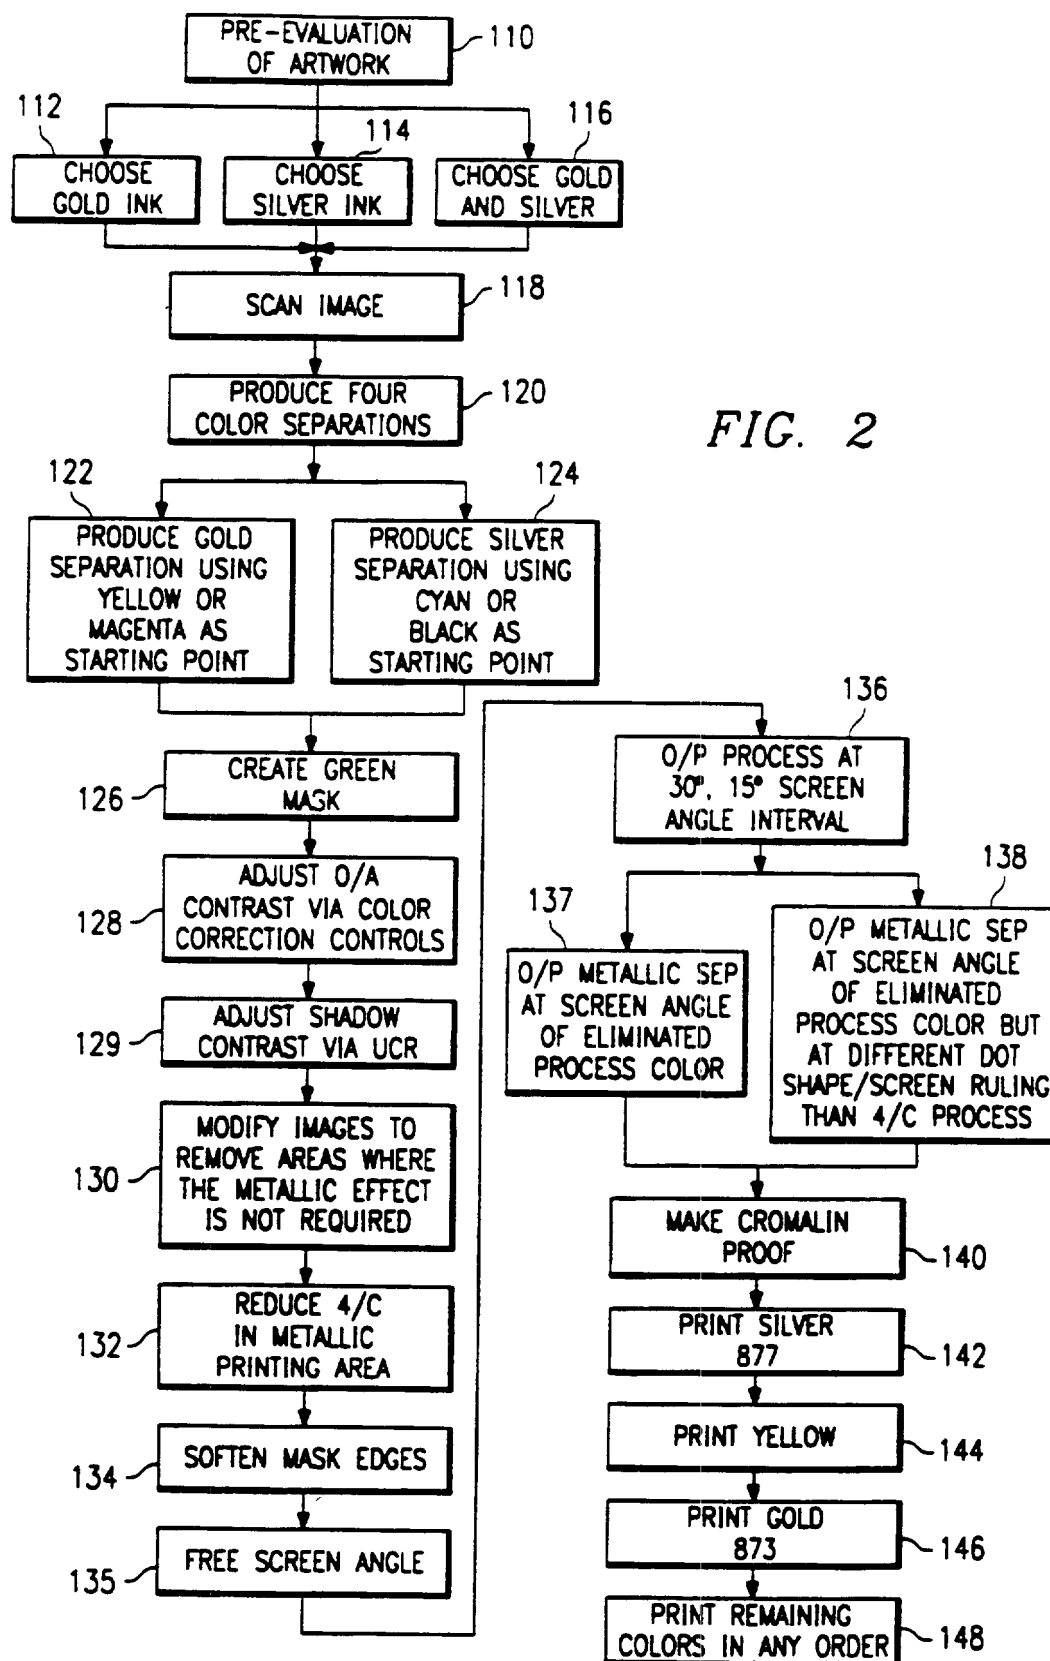 PRE-EVALUATION
OF ARTWORK
110
112
114
116
CHOOSE
GOLD INK
CHOOSE
SILVER INK
CHOOSE GOLD
AND SILVER
SCAN IMAGE
118
PRODUCE FOUR
COLOR SEPARATIONS
120
FIG. 2
122
124
PRODUCE GOLD
SEPARATION USING
YELLOW OR
MAGENTA AS
STARTING POINT
PRODUCE SILVER
SEPARATION USING
CYAN OR
BLACK AS
STARTING POINT
CREATE GREEN
MASK
126
ADJUST O/A
CONTRAST VIA COLOR
CORRECTION CONTROLS
128
ADJUST SHADOW
CONTRAST VIA UCR
129
MODIFY IMAGES TO
REMOVE AREAS WHERE
THE METALLIC EFFECT
IS NOT REQUIRED
130
REDUCE 4/C
IN METALLIC
PRINTING AREA
132
SOFTEN MASK EDGES
134
FREE SCREEN ANGLE
135
136
O/P PROCESS AT
30°, 15° SCREEN
ANGLE INTERVAL
137
O/P METALLIC SEP
AT SCREEN ANGLE
OF ELIMINATED
PROCESS COLOR
138
O/P METALLIC SEP
AT SCREEN ANGLE
OF ELIMINATED
PROCESS COLOR BUT
AT DIFFERENT DOT
SHAPE/SCREEN RULING
THAN 4/C PROCESS
MAKE CROMALIN
PROOF
140
PRINT SILVER
877
142
PRINT YELLOW
144
PRINT GOLD
873
146
PRINT REMAINING
COLORS IN ANY ORDER
148